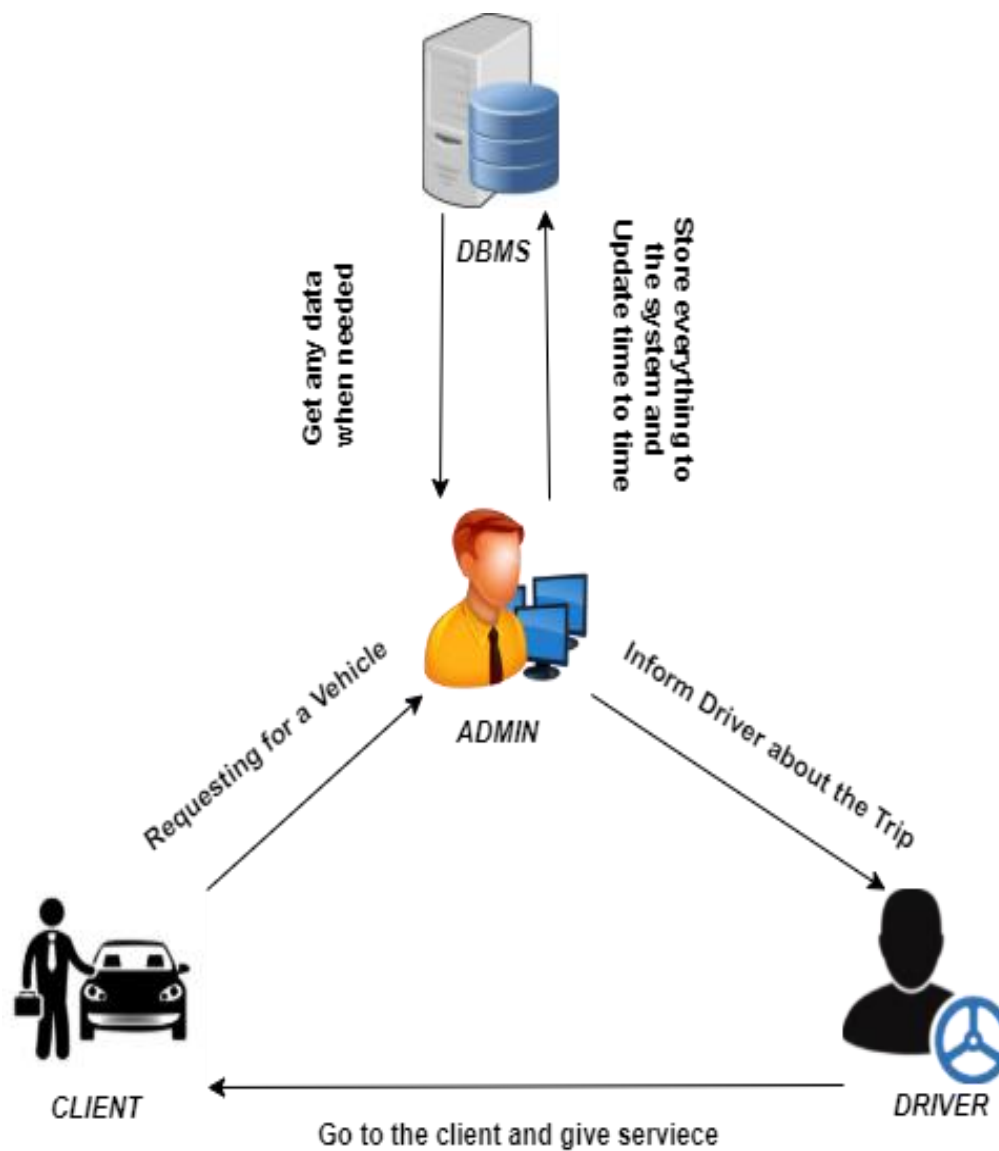 DBMS
Get any data
when needed
Store everything to
the system and
Update time to time
ADMIN
Requesting for a Vehicle
Inform Driver about the Trip
CLIENT
DRIVER
Go to the client and give serviece